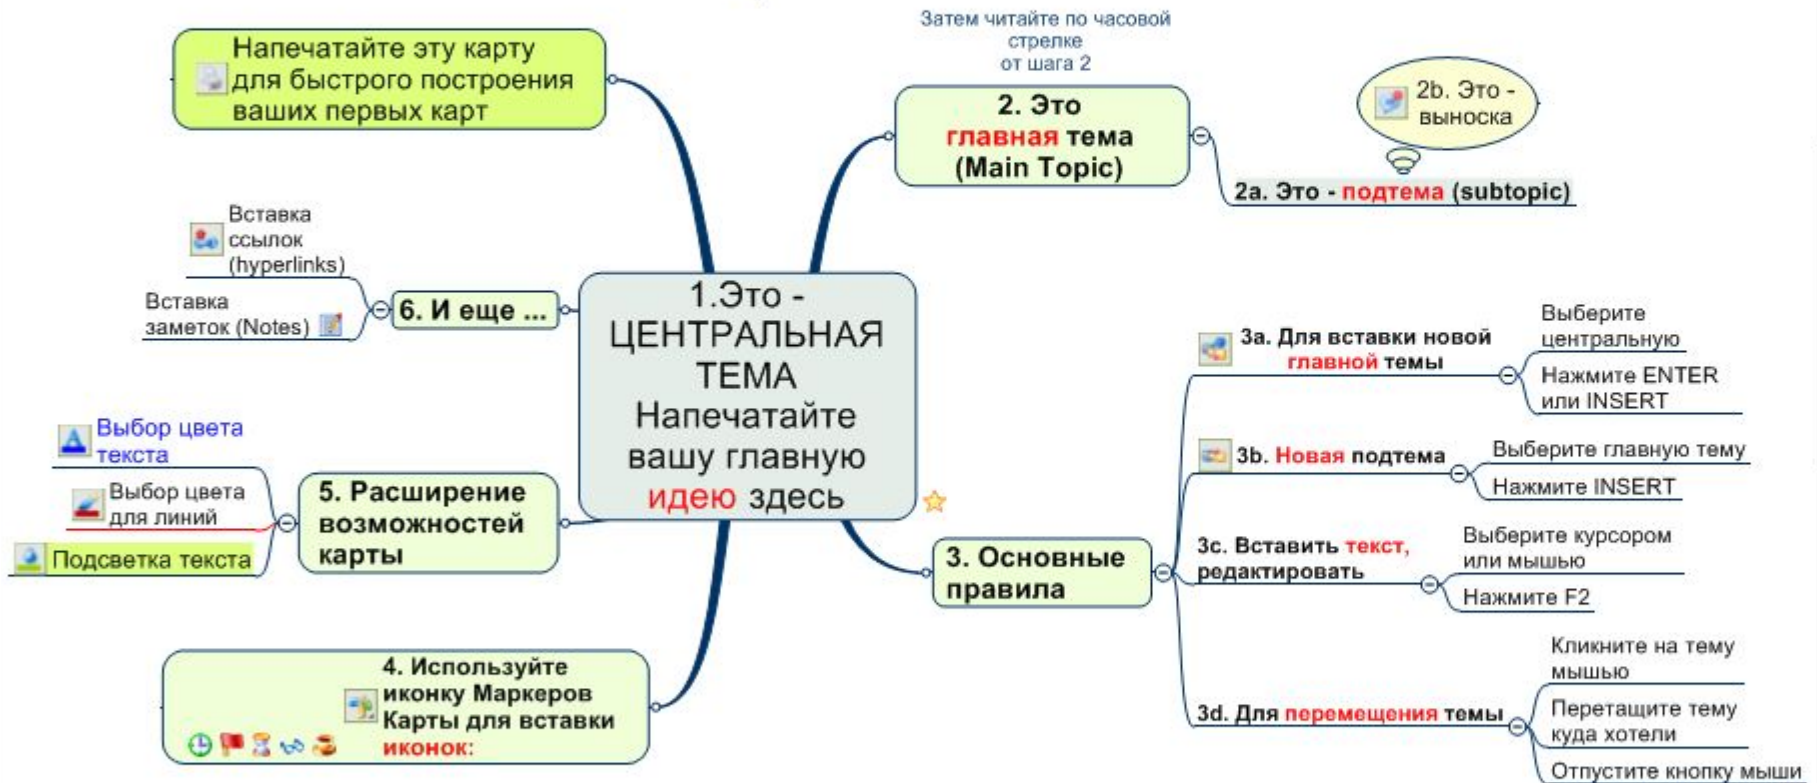 Напечатайте эту карту
для быстрого построения
ваших первых карт
Затем читайте по часовой
стрелке
от шага 2
2. Это
главная тема
(Main Topic)
2b. Это -
выноска
2a. Это - подтема (subtopic)
Вставка
ссылок
(hyperlinks)
Вставка
заметок (Notes)
6. И еще ...
1.Это -
ЦЕНТРАЛЬНАЯ
ТЕМА
Напечатайте
вашу главную
идею здесь
3a. Для вставки новой
главной темы
Выберите
центральную
Нажмите ENTER
или INSERT
3b. Новая подтема
Выберите главную тему
Нажмите INSERT
3. Основные
правила
3c. Вставить текст,
редактировать
Выберите курсором
или мышью
Нажмите F2
3d. Для перемещения темы
Кликните на тему
мышью
Перетащите тему
куда хотели
Отпустите кнопку мыши
Выбор цвета
текста
Выбор цвета
для линий
Подсветка текста
5. Расширение
возможностей
карты
4. Используйте
иконку Маркеров
Карты для вставки
иконок: